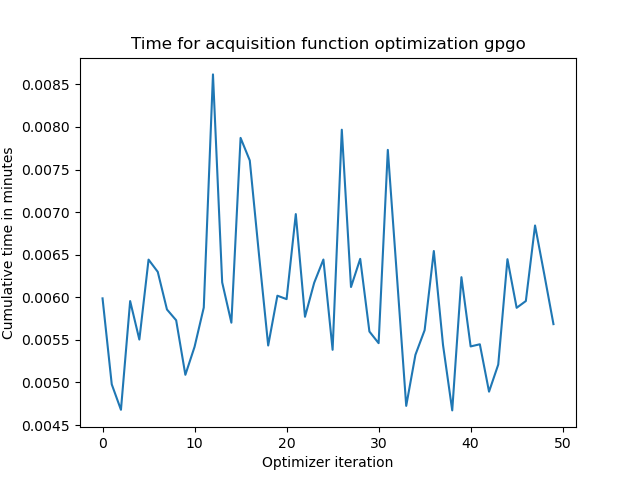 Time for acquisition function optimization gpgo
0.0085
0.0080
0.0075
0.0070
0.0065
0.0060
0.0055
0.0050
0.0045
Cumulative time in minutes
0 10 20 30 40 50
Optimizer iteration